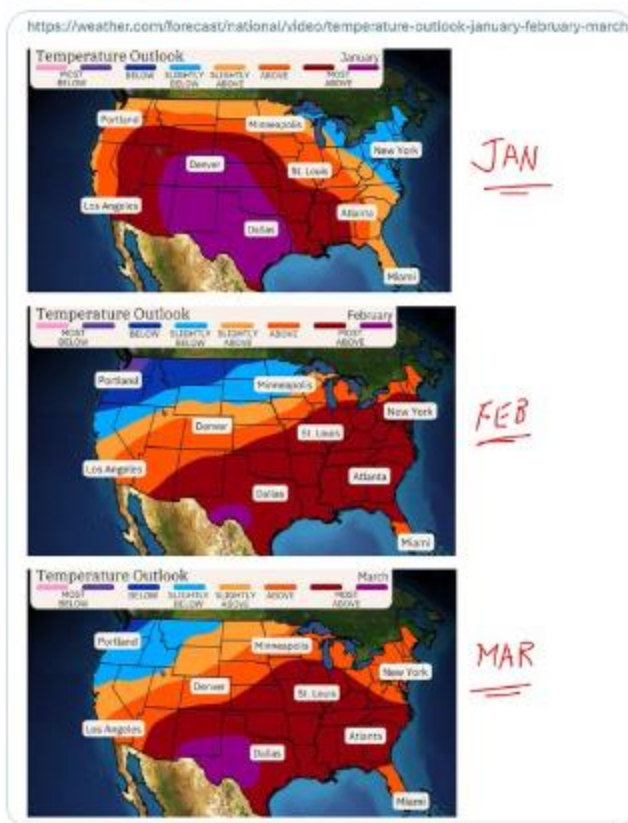 https://weather.com/forecast/national/video/temperature-outlook-january-february-march
Temperature Outlook January
MOST BELOW BELOW SLIGHTLY BELOW SLIGHTLY ABOVE ABOVE MOST ABOVE
Portland
Minneapolis
New York
Denver
St. Louis
Los Angeles
Dallas
Atlanta
Miami
JAN
Temperature Outlook February
MOST BELOW BELOW SLIGHTLY BELOW SLIGHTLY ABOVE ABOVE MOST ABOVE
Portland
Minneapolis
New York
Denver
St. Louis
Los Angeles
Dallas
Atlanta
Miami
FEB
Temperature Outlook March
MOST BELOW BELOW SLIGHTLY BELOW SLIGHTLY ABOVE ABOVE MOST ABOVE
Portland
Minneapolis
New York
Denver
St. Louis
Los Angeles
Dallas
Atlanta
Miami
MAR